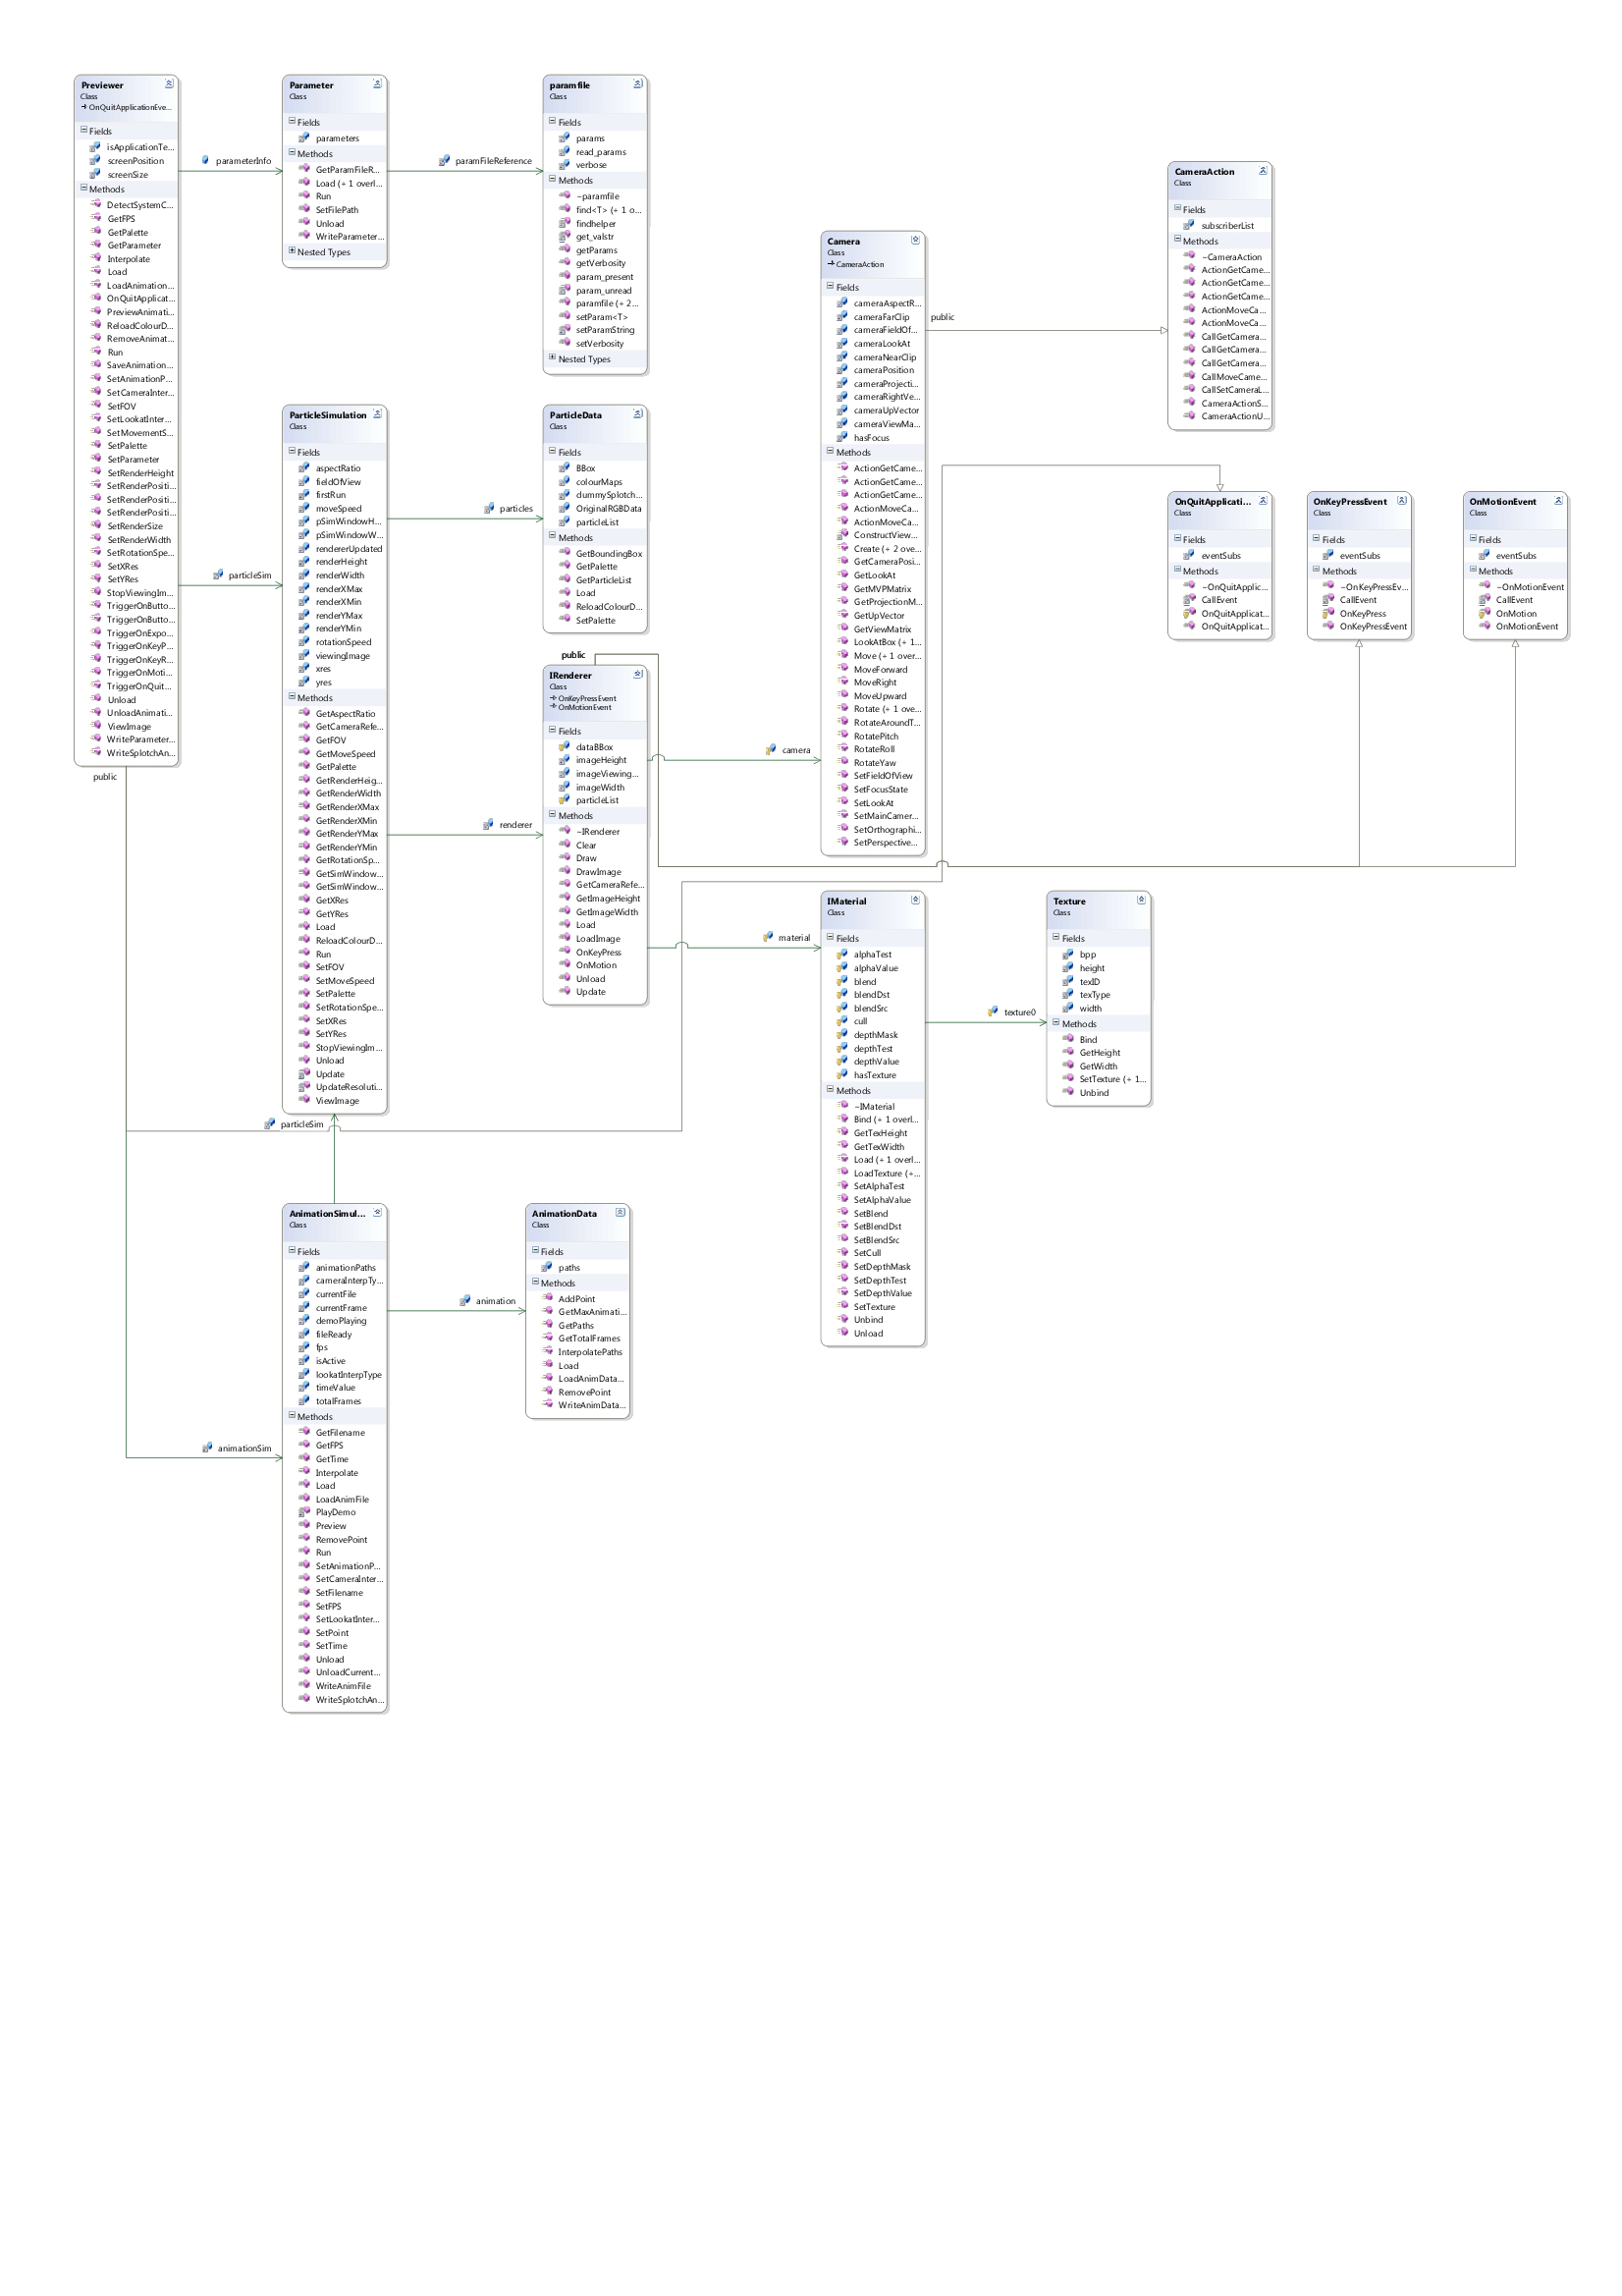 Previewer
Class
OnQuitApplicationEve...
Fields
isApplicationTe...
screenPosition
screenSize
Methods
DetectSystemC...
GetFPS
GetPalette
GetParameter
Interpolate
Load
LoadAnimation...
OnQuitApplicat...
PreviewAnimati...
ReloadColourD...
RemoveAnimat...
Run
SaveAnimation...
SetAnimationP...
SetCameraInter...
SetFOV
SetLookatInter...
SetMovementS...
SetPalette
SetParameter
SetRenderHeight
SetRenderPositi...
SetRenderPositi...
SetRenderPositi...
SetRenderSize
SetRenderWidth
SetRotationSpe...
SetXRes
SetYRes
StopViewingIm...
TriggerOnButto...
TriggerOnButto...
TriggerOnExpo...
TriggerOnKeyP...
TriggerOnKeyR...
TriggerOnMoti...
TriggerOnQuit...
Unload
UnloadAnimati...
ViewImage
WriteParameter...
WriteSplotchAn...
public
parameterInfo
particleSim
Parameter
Class
Fields
parameters
Methods
GetParamFileR...
Load (+ 1 overl...
Run
SetFilePath
Unload
WriteParameter...
Nested Types
paramFileReference
paramfile
Class
Fields
params
read_params
verbose
Methods
~paramfile
find<T> (+ 1 o...
findhelper
get_valstr
getParams
getVerbosity
param_present
param_unread
paramfile (+ 2...
setParam<T>
setParamString
setVerbosity
Nested Types
ParticleSimulation
Class
Fields
aspectRatio
fieldOfView
firstRun
moveSpeed
pSimWindowH...
pSimWindowW...
rendererUpdated
renderHeight
renderWidth
renderXMax
renderXMin
renderYMax
renderYMin
rotationSpeed
viewingImage
xres
yres
Methods
GetAspectRatio
GetCameraRefe...
GetFOV
GetMoveSpeed
GetPalette
GetRenderHeig...
GetRenderWidth
GetRenderXMax
GetRenderXMin
GetRenderYMax
GetRenderYMin
GetRotationSp...
GetSimWindow...
GetSimWindow...
GetXRes
GetYRes
Load
ReloadColourD...
Run
SetFOV
SetMoveSpeed
SetPalette
SetRotationSpe...
SetXRes
SetYRes
StopViewingIm...
Unload
Update
UpdateResoluti...
ViewImage
particleSim
particles
renderer
ParticleData
Class
Fields
BBox
colourMaps
dummySplotch...
OriginalRGBData
particleList
Methods
GetBoundingBox
GetPalette
GetParticleList
Load
ReloadColourD...
SetPalette
public
IRenderer
Class
OnKeyPressEvent
OnMotionEvent
Fields
dataBBox
imageHeight
imageViewing...
imageWidth
particleList
Methods
~IRenderer
Clear
Draw
DrawImage
GetCameraRefe...
GetImageHeight
GetImageWidth
Load
LoadImage
OnKeyPress
OnMotion
Unload
Update
camera
material
Camera
Class
CameraAction
Fields
cameraAspectR...
cameraFarClip
cameraFieldOf...
cameraLookAt
cameraNearClip
cameraPosition
cameraProjecti...
cameraRightVe...
cameraUpVector
cameraViewMa...
hasFocus
Methods
ActionGetCame...
ActionGetCame...
ActionGetCame...
ActionMoveCa...
ActionMoveCa...
ConstructView...
Create (+ 2 ove...
GetCameraPosi...
GetLookAt
GetMVPMatrix
GetProjectionM...
GetUpVector
GetViewMatrix
LookAtBox (+ 1...
Move (+ 1 over...
MoveForward
MoveRight
MoveUpward
Rotate (+ 1 ove...
RotateAroundT...
RotatePitch
RotateRoll
RotateYaw
SetFieldOfView
SetFocusState
SetLookAt
SetMainCamer...
SetOrthographi...
SetPerspective...
public
CameraAction
Class
Fields
subscriberList
Methods
~CameraAction
ActionGetCame...
ActionGetCame...
ActionGetCame...
ActionMoveCa...
ActionMoveCa...
CallGetCamera...
CallGetCamera...
CallGetCamera...
CallMoveCame...
CallSetCameraL...
CameraActionS...
CameraActionU...
OnQuitApplicati...
Class
Fields
eventSubs
Methods
~OnQuitApplic...
CallEvent
OnQuitApplicat...
OnQuitApplicat...
OnKeyPressEvent
Class
Fields
eventSubs
Methods
~OnKeyPressEv...
CallEvent
OnKeyPress
OnKeyPressEvent
OnMotionEvent
Class
Fields
eventSubs
Methods
~OnMotionEvent
CallEvent
OnMotion
OnMotionEvent
IMaterial
Class
Fields
alphaTest
alphaValue
blend
blendDst
blendSrc
cull
depthMask
depthTest
depthValue
hasTexture
Methods
~IMaterial
Bind (+ 1 overl...
GetTexHeight
GetTexWidth
Load (+ 1 overl...
LoadTexture (+...
SetAlphaTest
SetAlphaValue
SetBlend
SetBlendDst
SetBlendSrc
SetCull
SetDepthMask
SetDepthTest
SetDepthValue
SetTexture
Unbind
Unload
texture0
Texture
Class
Fields
bpp
height
texID
texType
width
Methods
Bind
GetHeight
GetWidth
SetTexture (+ 1...
Unbind
animationSim
AnimationSimul...
Class
Fields
animationPaths
cameraInterpTy...
currentFile
currentFrame
demoPlaying
fileReady
fps
isActive
lookatInterpType
timeValue
totalFrames
Methods
GetFilename
GetFPS
GetTime
Interpolate
Load
LoadAnimFile
PlayDemo
Preview
RemovePoint
Run
SetAnimationP...
SetCameraInter...
SetFilename
SetFPS
SetLookatInter...
SetPoint
SetTime
Unload
UnloadCurrent...
WriteAnimFile
WriteSplotchAn...
animation
AnimationData
Class
Fields
paths
Methods
AddPoint
GetMaxAnimati...
GetPaths
GetTotalFrames
InterpolatePaths
Load
LoadAnimData...
RemovePoint
WriteAnimData...